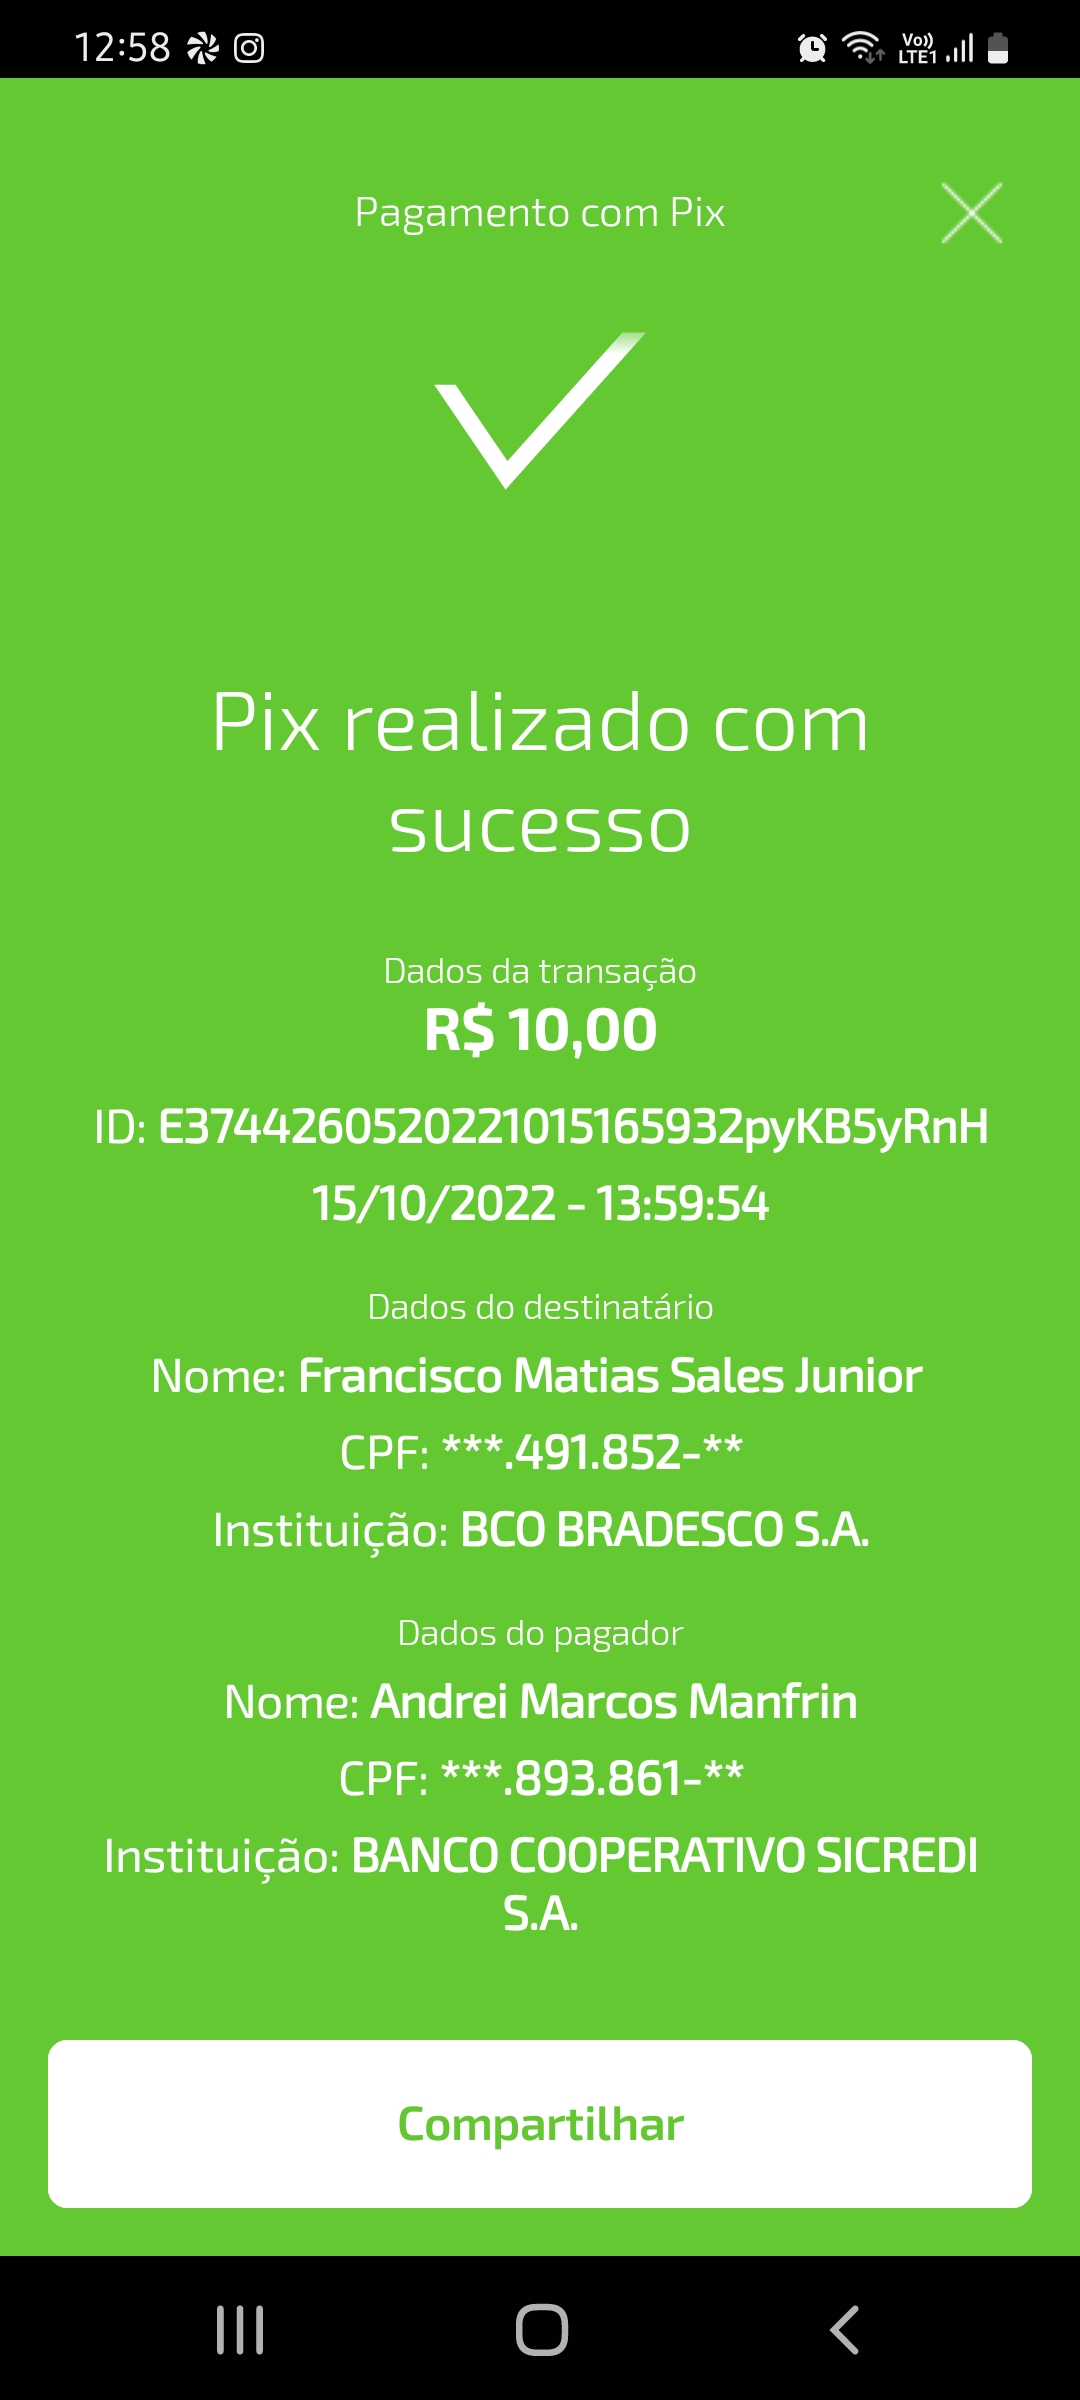 12:58
Vo)) LTE1
Pagamento com Pix
Pix realizado com
sucesso
Dados da transação
R$ 10,00
ID: E3744260520221015165932pyKB5yRnH
15/10/2022 - 13:59:54
Dados do destinatário
Nome: Francisco Matias Sales Junior
CPF: ***.491.852-**
Instituição: BCO BRADESCO S.A.
Dados do pagador
Nome: Andrei Marcos Manfrin
CPF: ***.893.861-**
Instituição: BANCO COOPERATIVO SICREDI
S.A.
Compartilhar